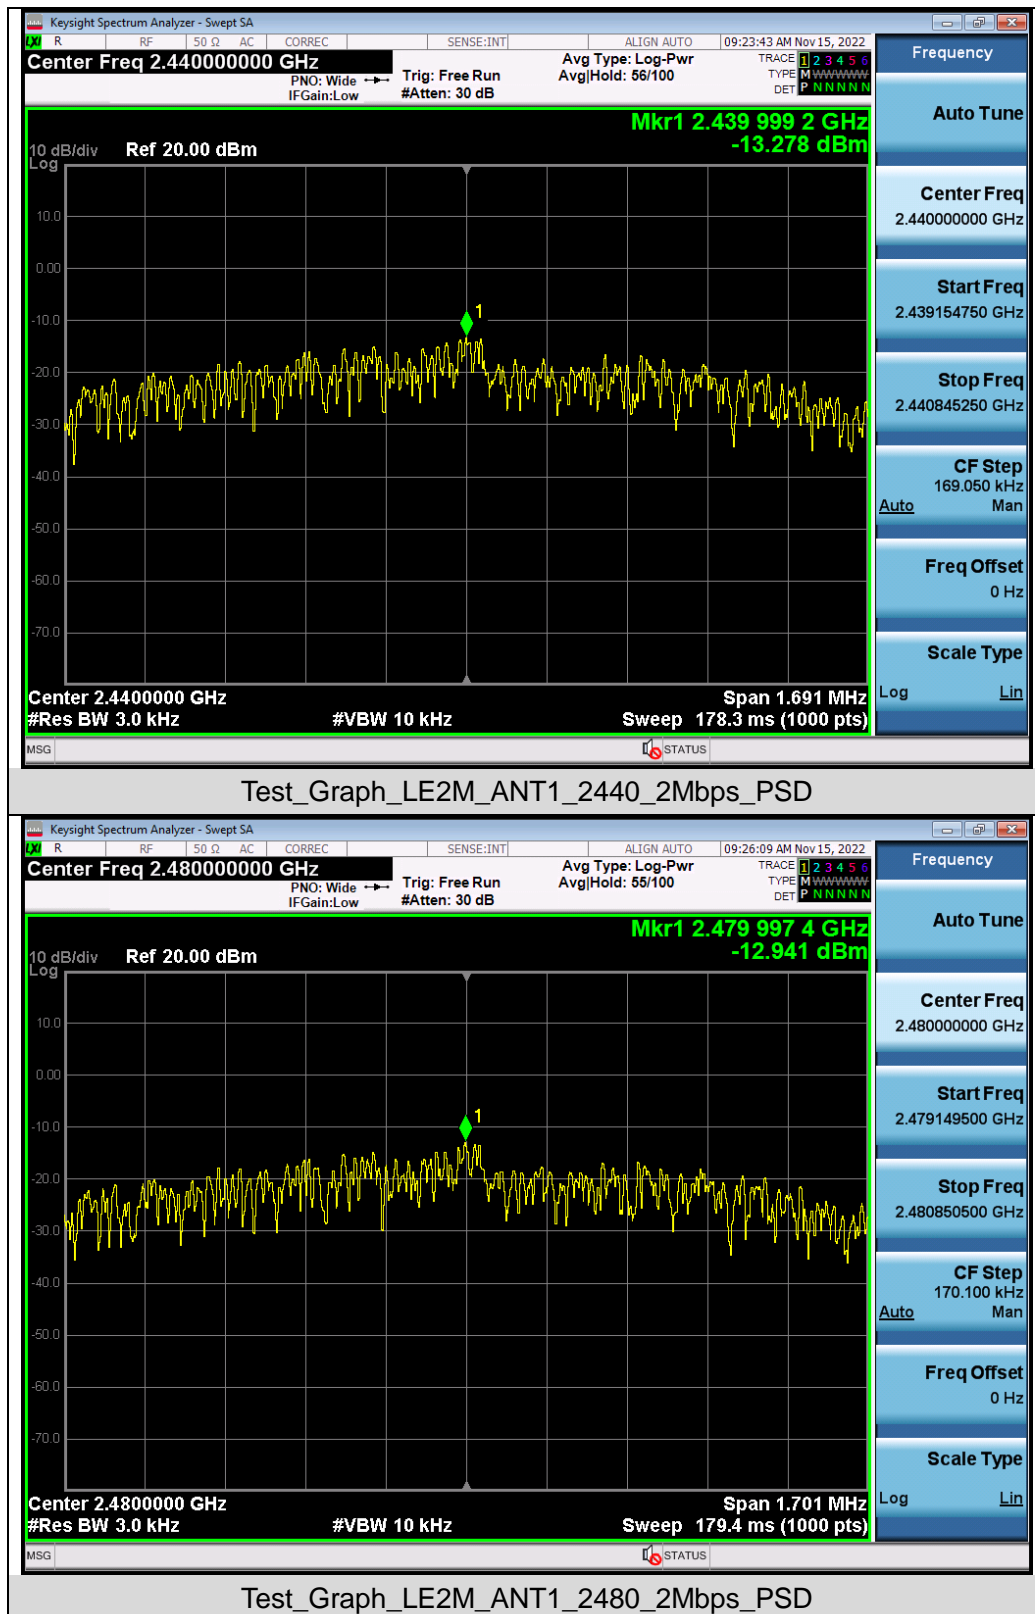 Keysight Spectrum Analyzer - Swept SA
LXI R RF 50 Ω AC CORREC SENSE:INT ALIGN AUTO 09:23:43 AM Nov 15, 2022
Center Freq 2.440000000 GHz
PNO: Wide
IFGain:Low
Trig: Free Run
#Atten: 30 dB
Avg Type: Log-Pwr
Avg|Hold: 56/100
TRACE 1 2 3 4 5 6
TYPE M W W W W W
DET P N N N N N
Mkr1 2.439 999 2 GHz
-13.278 dBm
10 dB/div Ref 20.00 dBm
Log
10.0
0.00
-10.0
1
-20.0
-30.0
-40.0
-50.0
-60.0
-70.0
Center 2.4400000 GHz Span 1.691 MHz
#Res BW 3.0 kHz #VBW 10 kHz Sweep 178.3 ms (1000 pts)
MSG STATUS
Frequency
Auto Tune
Center Freq
2.440000000 GHz
Start Freq
2.439154750 GHz
Stop Freq
2.440845250 GHz
CF Step
169.050 kHz
Auto Man
Freq Offset
0 Hz
Scale Type
Log Lin
Test_Graph_LE2M_ANT1_2440_2Mbps_PSD
Keysight Spectrum Analyzer - Swept SA
LXI R RF 50 Ω AC CORREC SENSE:INT ALIGN AUTO 09:26:09 AM Nov 15, 2022
Center Freq 2.480000000 GHz
PNO: Wide
IFGain:Low
Trig: Free Run
#Atten: 30 dB
Avg Type: Log-Pwr
Avg|Hold: 55/100
TRACE 1 2 3 4 5 6
TYPE M W W W W W
DET P N N N N N
Mkr1 2.479 997 4 GHz
-12.941 dBm
10 dB/div Ref 20.00 dBm
Log
10.0
0.00
-10.0
1
-20.0
-30.0
-40.0
-50.0
-60.0
-70.0
Center 2.4800000 GHz Span 1.701 MHz
#Res BW 3.0 kHz #VBW 10 kHz Sweep 179.4 ms (1000 pts)
MSG STATUS
Frequency
Auto Tune
Center Freq
2.480000000 GHz
Start Freq
2.479149500 GHz
Stop Freq
2.480850500 GHz
CF Step
170.100 kHz
Auto Man
Freq Offset
0 Hz
Scale Type
Log Lin
Test_Graph_LE2M_ANT1_2480_2Mbps_PSD